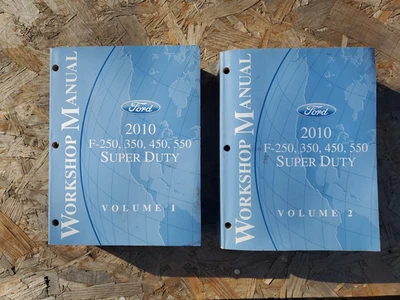 WORKSHOP MANUAL
Ford
2010
F-250, 350, 450, 550
SUPER DUTY
VOLUME 1
WORKSHOP MANUAL
Ford
2010
F-250, 350, 450, 550
SUPER DUTY
VOLUME 2